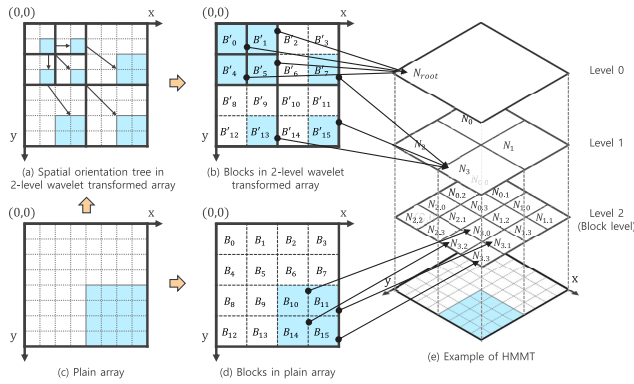 (0,0) x
y
(a) Spatial orientation tree in
2-level wavelet transformed array
(0,0) x
B'0 B'1 B'2 B'3
B'4 B'5 B'6 B'7
B'8 B'9 B'10 B'11
B'12 B'13 B'14 B'15
y
(b) Blocks in 2-level wavelet
transformed array
(0,0) x
y
(c) Plain array
(0,0) x
B0 B1 B2 B3
B4 B5 B6 B7
B8 B9 B10 B11
B12 B13 B14 B15
y
(d) Blocks in plain array
Nroot
Level 0
N0
N2 N1
N3
Level 1
N0.0
N0.2 N0.1
N2.0 N0.3 N1.0
N2.2 N2.1 N1.2 N1.1
N2.3 N3.0 N1.3
N3.2 N3.1
N3.3
Level 2
(Block level)
y x
(e) Example of HMMT